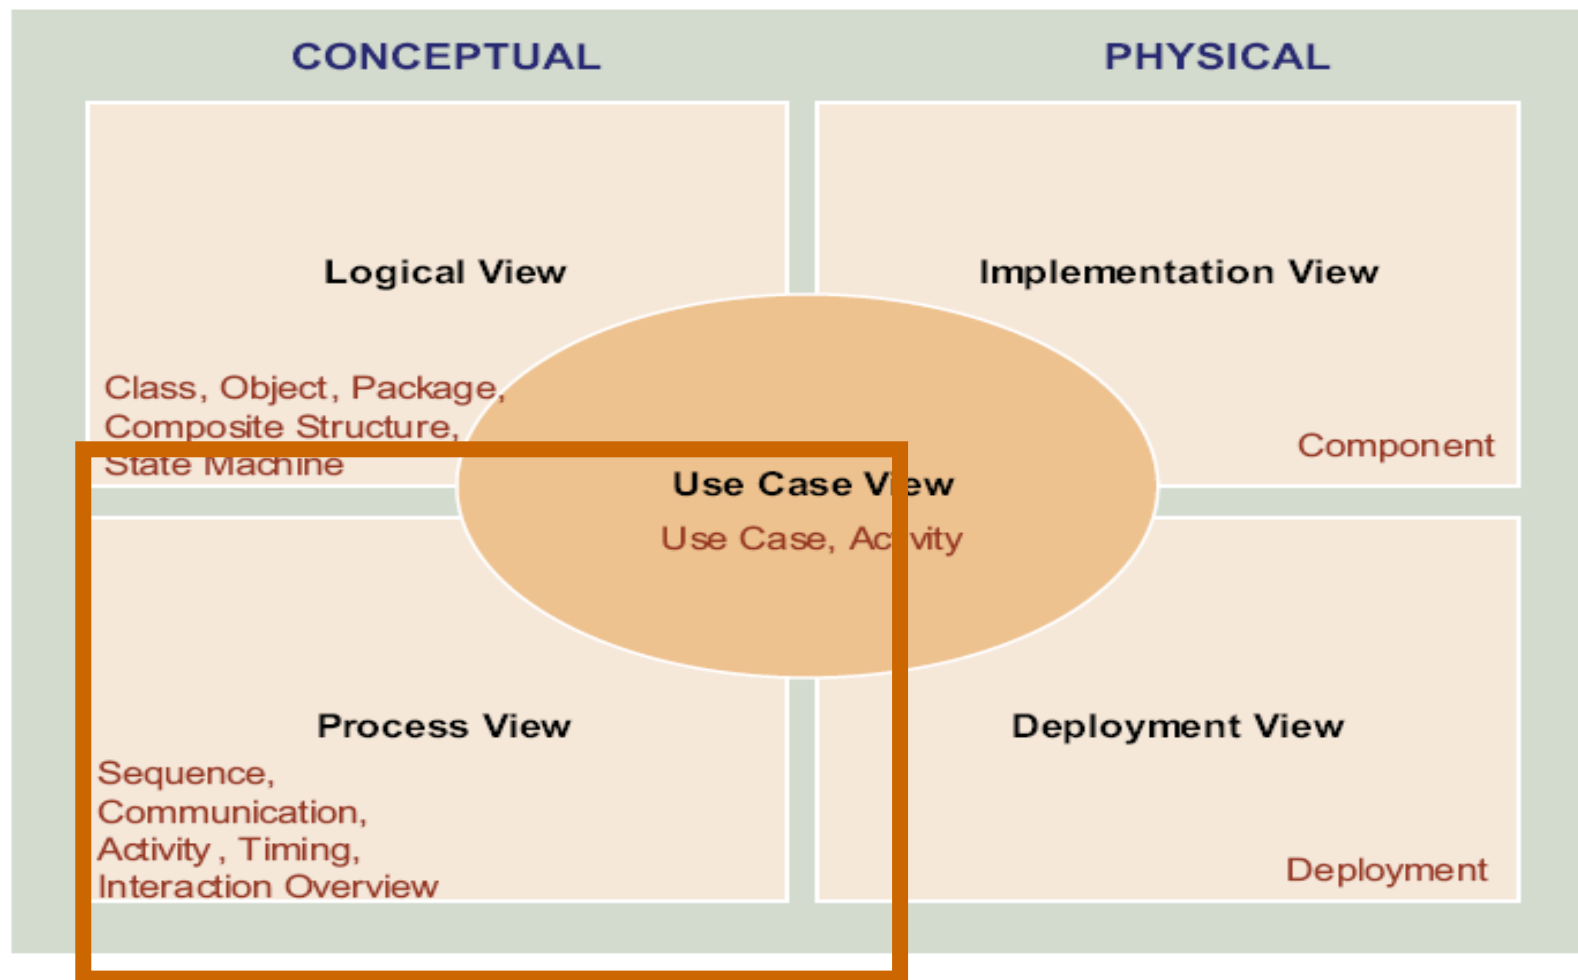 CONCEPTUAL
PHYSICAL
Logical View
Implementation View
Class, Object, Package,
Composite Structure,
State Machine
Component
Use Case View
Use Case, Activity
Process View
Deployment View
Sequence,
Communication,
Activity, Timing,
Interaction Overview
Deployment